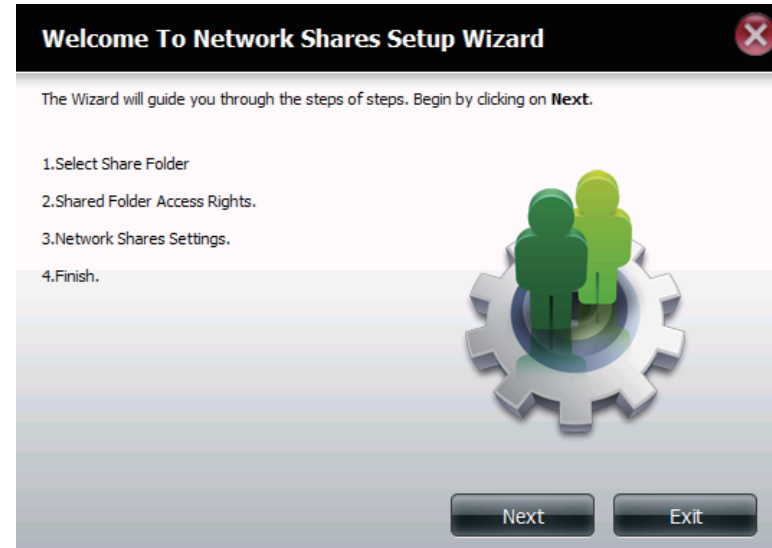 Welcome To Network Shares Setup Wizard
The Wizard will guide you through the steps of steps. Begin by clicking on Next.
1.Select Share Folder
2.Shared Folder Access Rights.
3.Network Shares Settings.
4.Finish.
Next
Exit